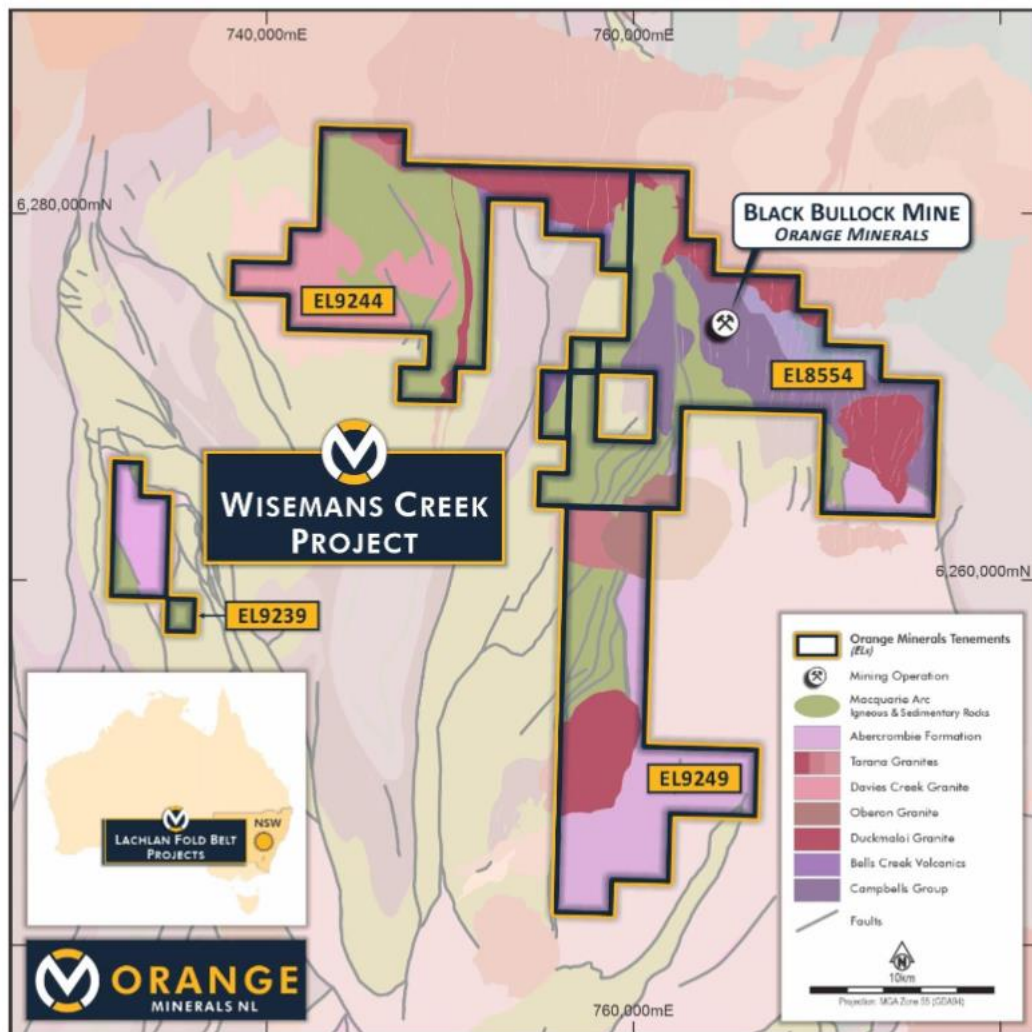 740,000mE
760,000mE
6,280,000mN
BLACK BULLOCK MINE
ORANGE MINERALS
EL9244
EL8554
WISEMANS CREEK
PROJECT
6,260,000mN
EL9239
EL9249
Orange Minerals Tenements
(ELs)
Mining Operation
Macquarie Arc
Igneous & Sedimentary Rocks
Abercrombie Formation
Tarana Granites
Davies Creek Granite
Oberon Granite
Duckmaloi Granite
Bells Creek Volcanics
Campbells Group
Faults
N
10km
Projection: MGA Zone 55 (GDA94)
NSW
LACHLAN FOLD BELT
PROJECTS
ORANGE
MINERALS NL
760,000mE